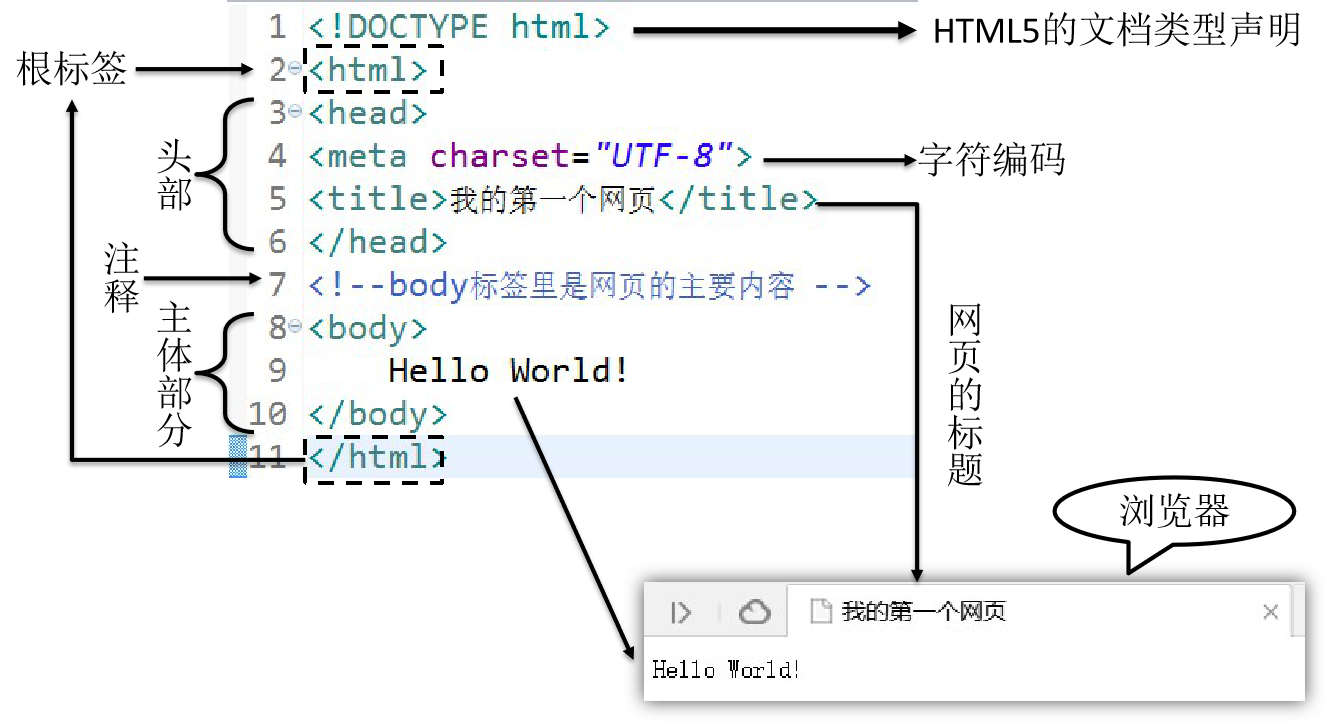 1 <!DOCTYPE html>
HTML5的文档类型声明
根标签
2 <html>
3 <head>
头部
4 <meta charset="UTF-8">
字符编码
5 <title>我的第一个网页</title>
6 </head>
注释
7 <!--body标签里是网页的主要内容 -->
主体部分
8 <body>
9 Hello World!
10 </body>
11 </html>
网页的标题
浏览器
我的第一个网页
Hello World!